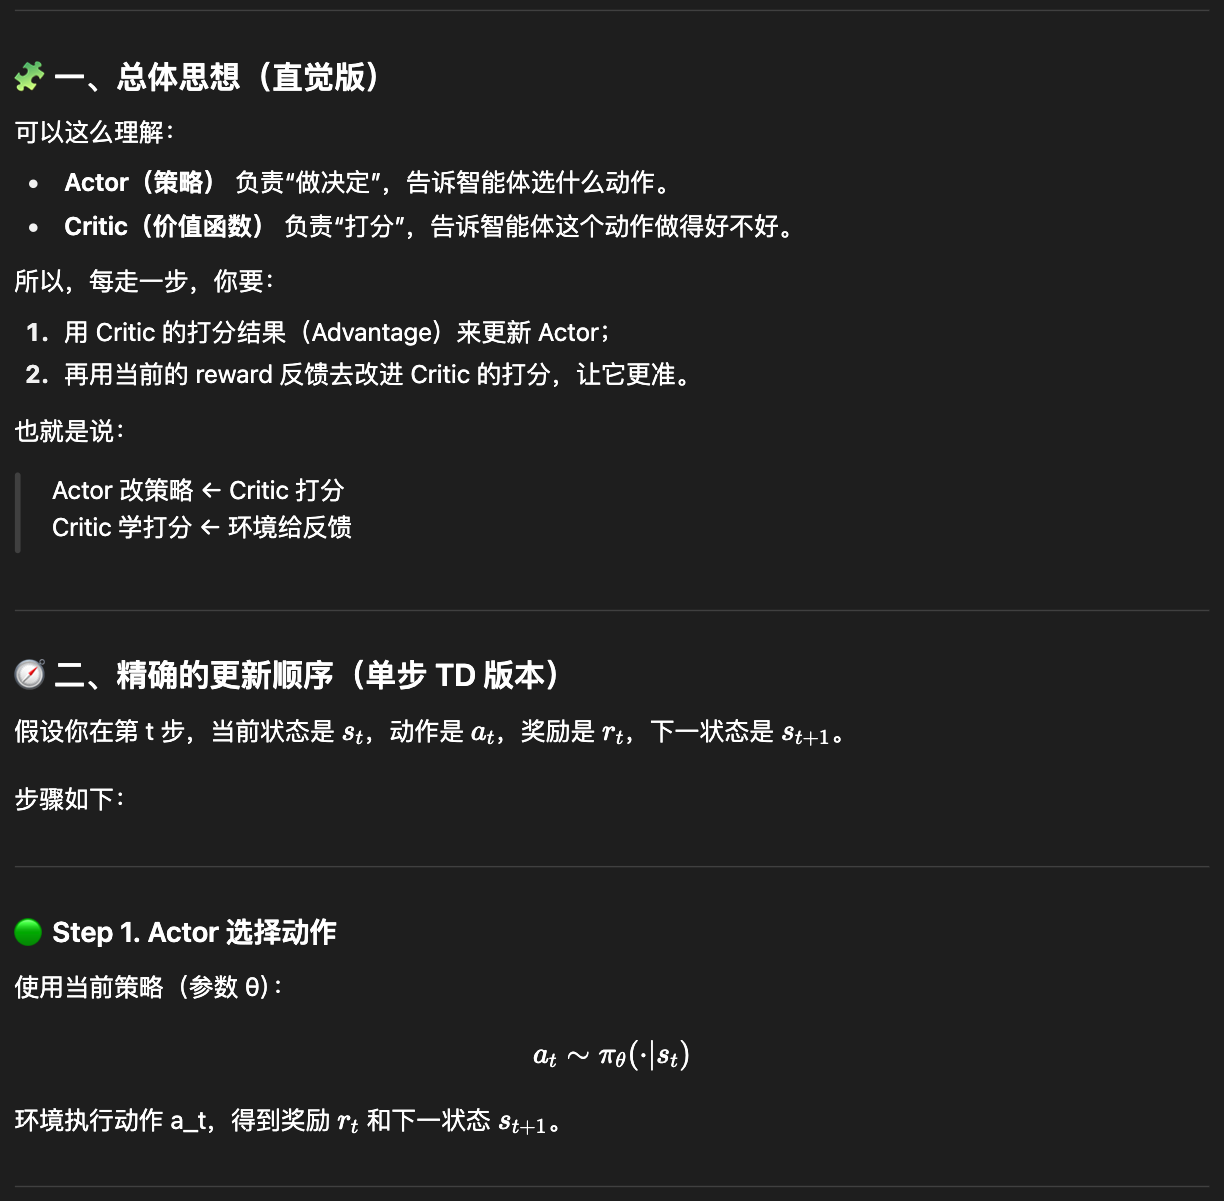 🧩 一、总体思想（直觉版）
可以这么理解：
• Actor（策略） 负责“做决定”，告诉智能体选什么动作。
• Critic（价值函数） 负责“打分”，告诉智能体这个动作做得好不好。
所以，每走一步，你要：
1. 用 Critic 的打分结果（Advantage）来更新 Actor；
2. 再用当前的 reward 反馈去改进 Critic 的打分，让它更准。
也就是说：
Actor 改策略 ← Critic 打分
Critic 学打分 ← 环境给反馈
🧭 二、精确的更新顺序（单步 TD 版本）
假设你在第 t 步，当前状态是 $s_t$，动作是 $a_t$，奖励是 $r_t$，下一状态是 $s_{t+1}$。
步骤如下：
🟢 Step 1. Actor 选择动作
使用当前策略（参数 θ）：
$a_t \sim \pi_\theta(\cdot|s_t)$
环境执行动作 a_t，得到奖励 $r_t$ 和下一状态 $s_{t+1}$。